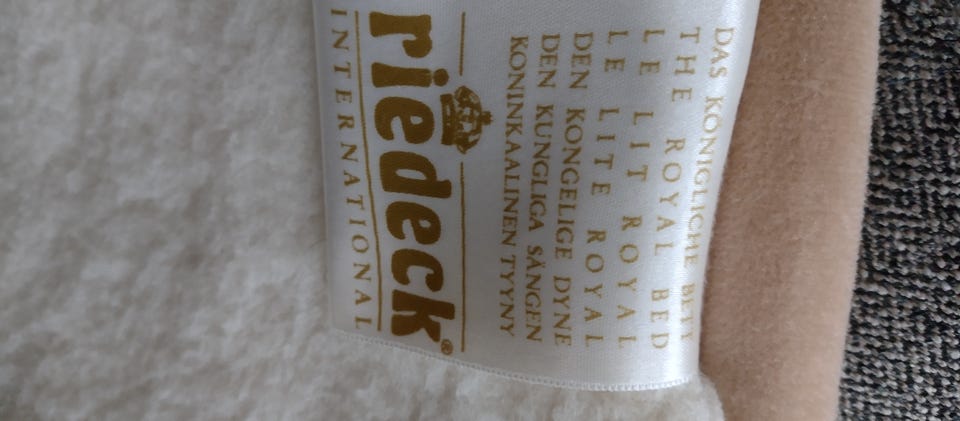 DAS KÖNIGLICHE BETT
THE ROYAL BED
LE LIT ROYAL
LE LITE ROYAL
DEN KONGELIGE DYNE
DEN KUNGLIGA SÄNGEN
KONINKAALINEN TYYNY
riedeck®
INTERNATIONAL